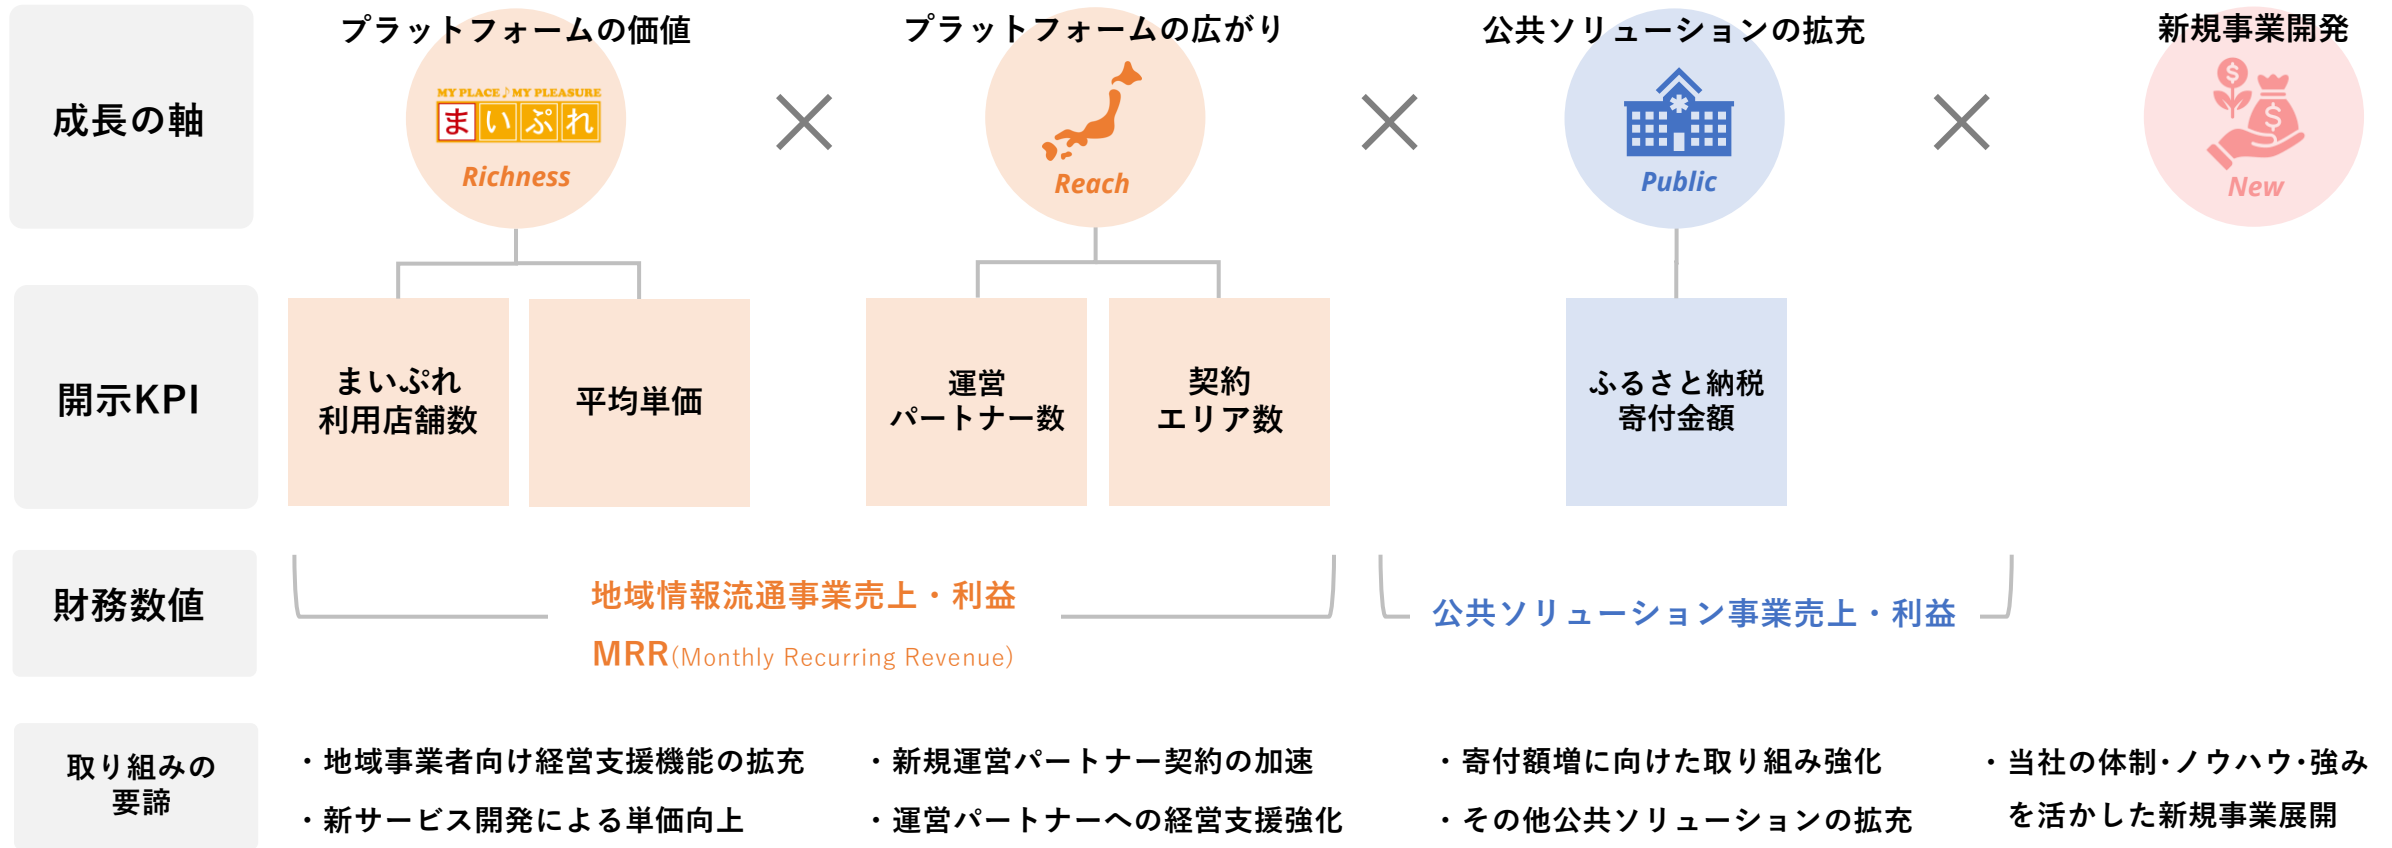 プラットフォームの価値
プラットフォームの広がり
公共ソリューションの拡充
新規事業開発
成長の軸
MY PLACE♪MY PLEASURE
まいぷれ
Richness
Reach
Public
New
開示KPI
まいぷれ
利用店舗数
平均単価
運営
パートナー数
契約
エリア数
ふるさと納税
寄付金額
財務数値
地域情報流通事業売上・利益
MRR(Monthly Recurring Revenue)
公共ソリューション事業売上・利益
取り組みの
要諦
・地域事業者向け経営支援機能の拡充
・新サービス開発による単価向上
・新規運営パートナー契約の加速
・運営パートナーへの経営支援強化
・寄付額増に向けた取り組み強化
・その他公共ソリューションの拡充
・当社の体制･ノウハウ･強み
を活かした新規事業展開